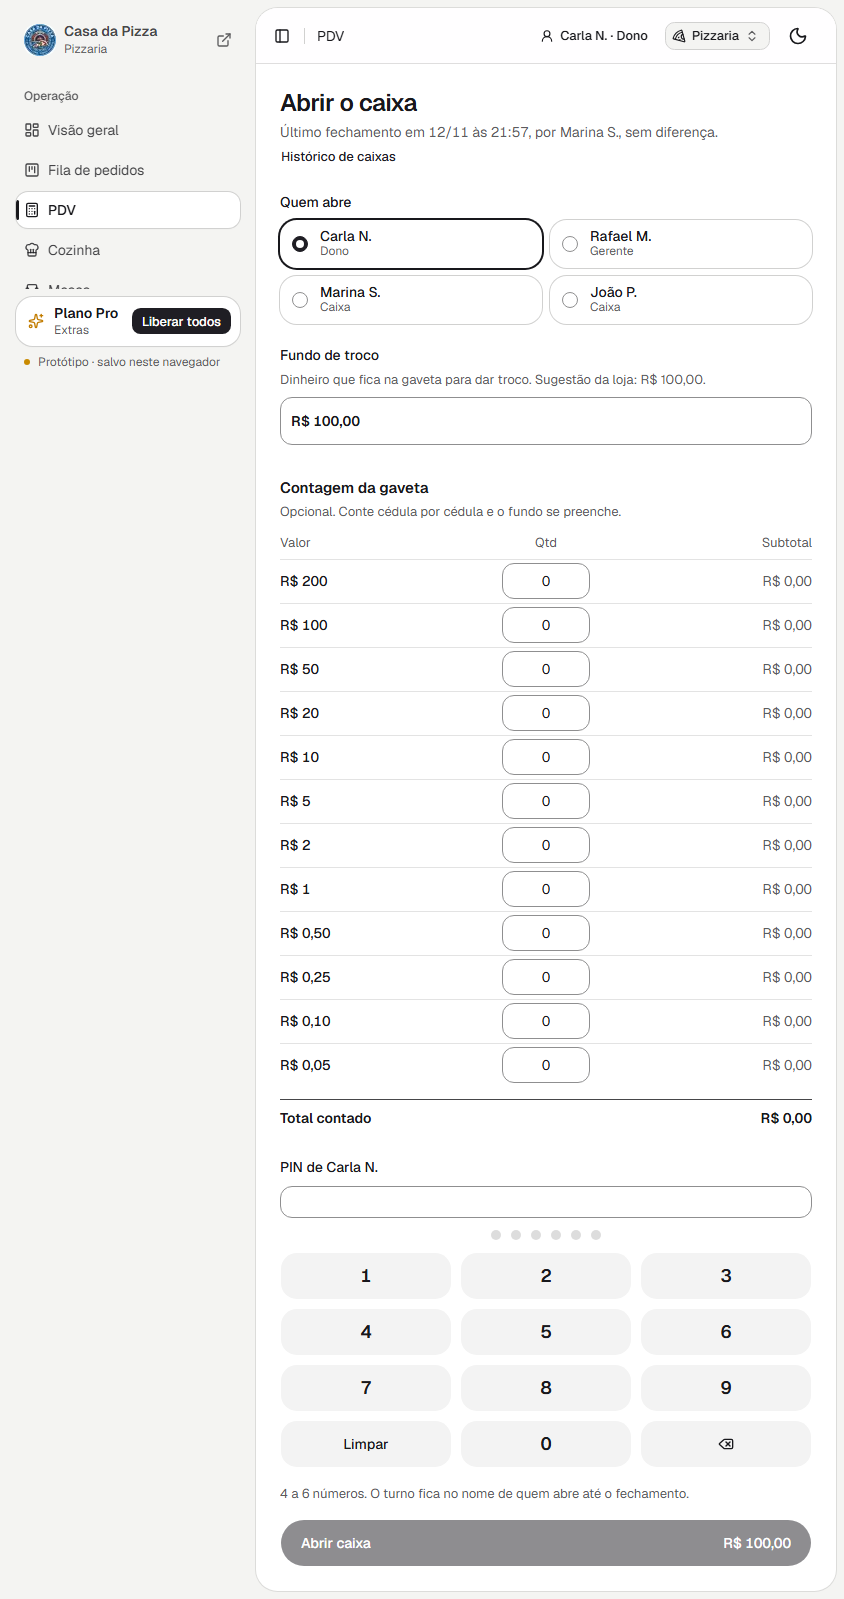 Casa da Pizza
Pizzaria
Operação
Visão geral
Fila de pedidos
PDV
Cozinha
Plano Pro
Extras
Liberar todos
Protótipo · salvo neste navegador
PDV
Carla N. · Dono
Pizzaria
Abrir o caixa
Último fechamento em 12/11 às 21:57, por Marina S., sem diferença.
Histórico de caixas
Quem abre
Carla N.
Dono
Rafael M.
Gerente
Marina S.
Caixa
João P.
Caixa
Fundo de troco
Dinheiro que fica na gaveta para dar troco. Sugestão da loja: R$ 100,00.
R$ 100,00
Contagem da gaveta
Opcional. Conte cédula por cédula e o fundo se preenche.
Valor Qtd Subtotal
R$ 200 0 R$ 0,00
R$ 100 0 R$ 0,00
R$ 50 0 R$ 0,00
R$ 20 0 R$ 0,00
R$ 10 0 R$ 0,00
R$ 5 0 R$ 0,00
R$ 2 0 R$ 0,00
R$ 1 0 R$ 0,00
R$ 0,50 0 R$ 0,00
R$ 0,25 0 R$ 0,00
R$ 0,10 0 R$ 0,00
R$ 0,05 0 R$ 0,00
Total contado R$ 0,00
PIN de Carla N.
1 2 3
4 5 6
7 8 9
Limpar 0
4 a 6 números. O turno fica no nome de quem abre até o fechamento.
Abrir caixa R$ 100,00